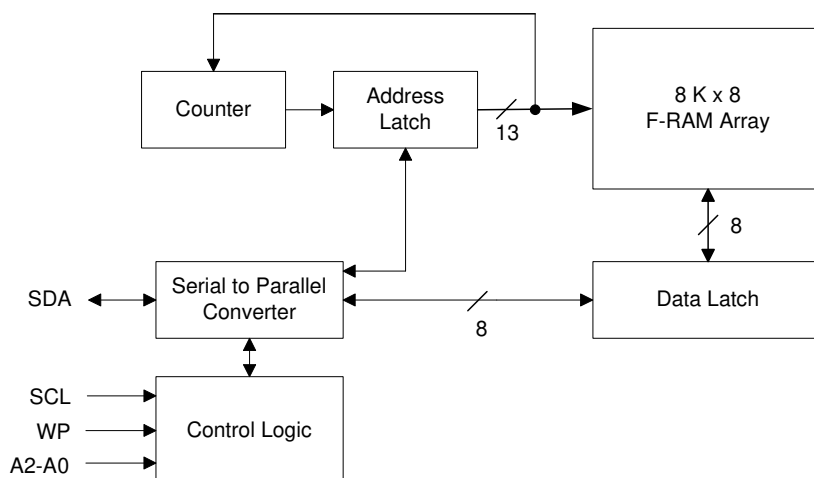 Counter
Address
Latch
13
8 K x 8
F-RAM Array
8
SDA
Serial to Parallel
Converter
8
Data Latch
SCL
WP
A2-A0
Control Logic